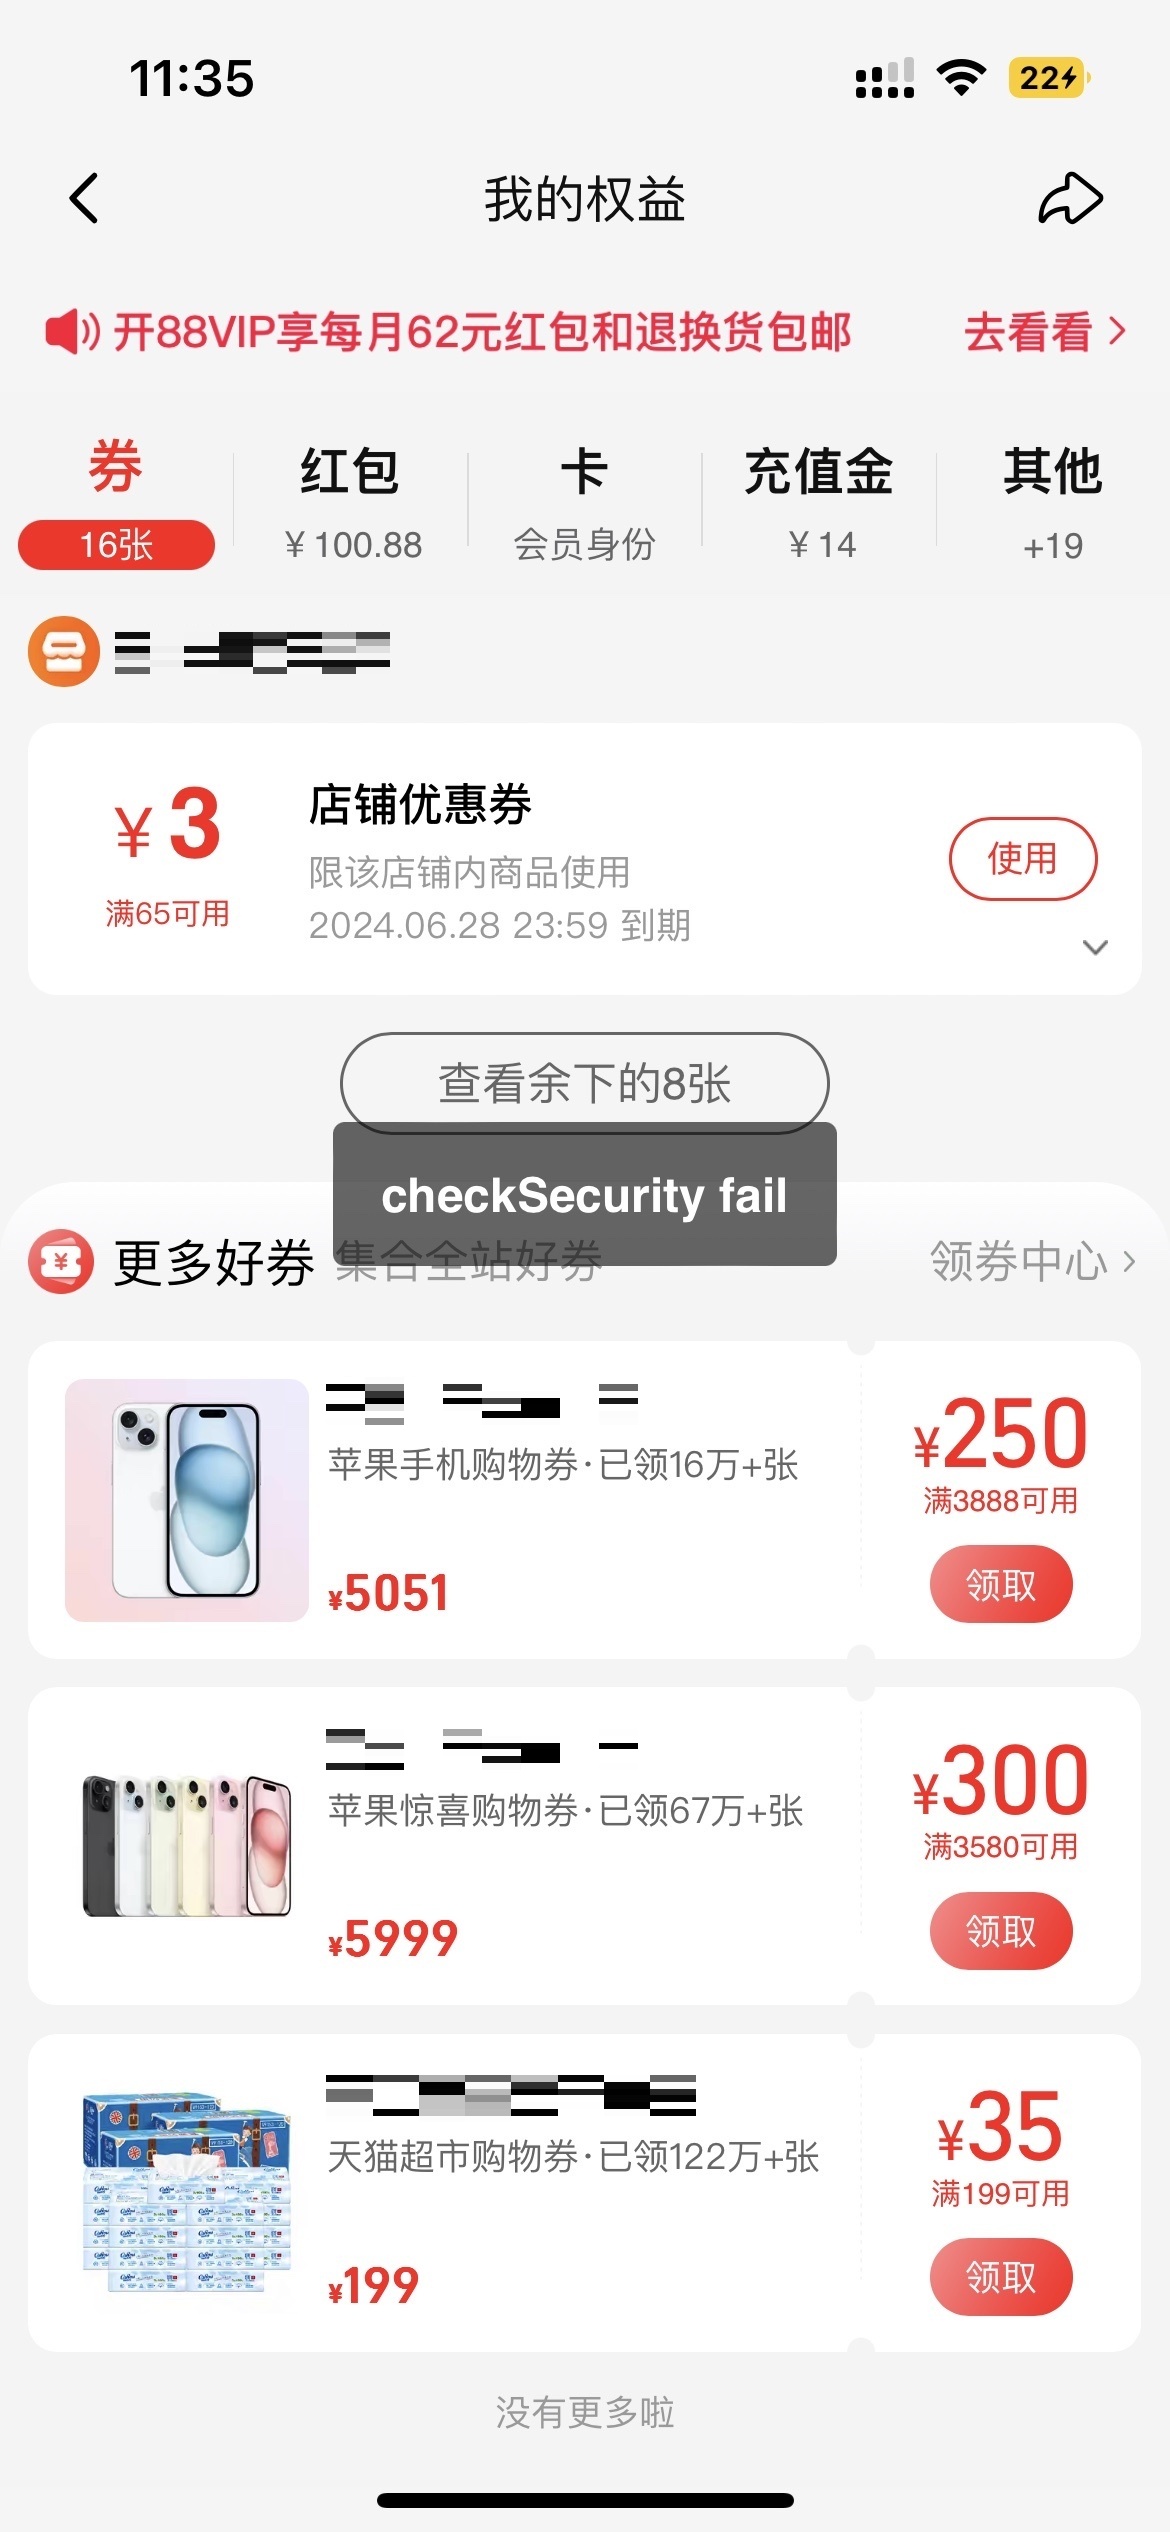 11:35
22
我的权益
开88VIP享每月62元红包和退换货包邮 去看看
券 红包 卡 充值金 其他
16张 ¥100.88 会员身份 ¥14 +19
¥3
满65可用
店铺优惠券
限该店铺内商品使用
2024.06.28 23:59 到期
使用
查看余下的8张
checkSecurity fail
更多好券 集合全站好券 领券中心
苹果手机购物券·已领16万+张
¥5051
¥250
满3888可用
领取
苹果惊喜购物券·已领67万+张
¥5999
¥300
满3580可用
领取
天猫超市购物券·已领122万+张
¥199
¥35
满199可用
领取
没有更多啦